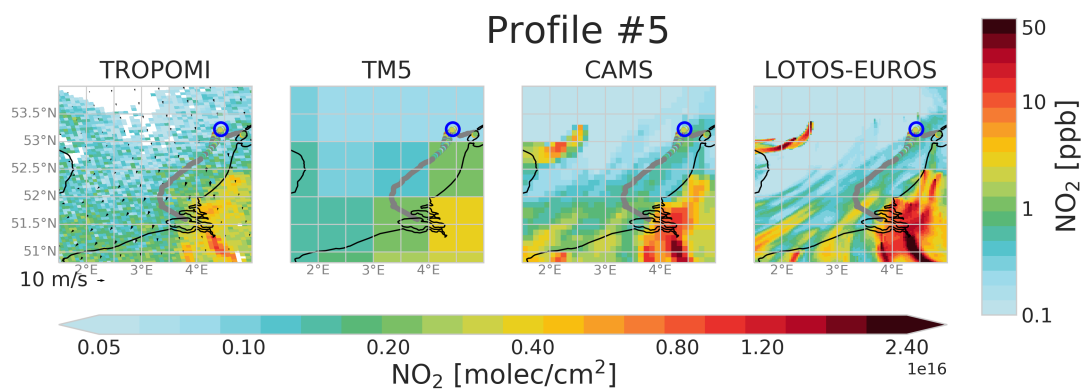 Profile #5
TROPOMI
TM5
CAMS
LOTOS-EUROS
53.5°N
53°N
52.5°N
52°N
51.5°N
51°N
2°E 3°E 4°E
2°E 3°E 4°E
2°E 3°E 4°E
2°E 3°E 4°E
10 m/s
50
10
1
0.1
NO₂ [ppb]
0.05 0.10 0.20 0.40 0.80 1.20 2.40
1e16
NO₂ [molec/cm²]